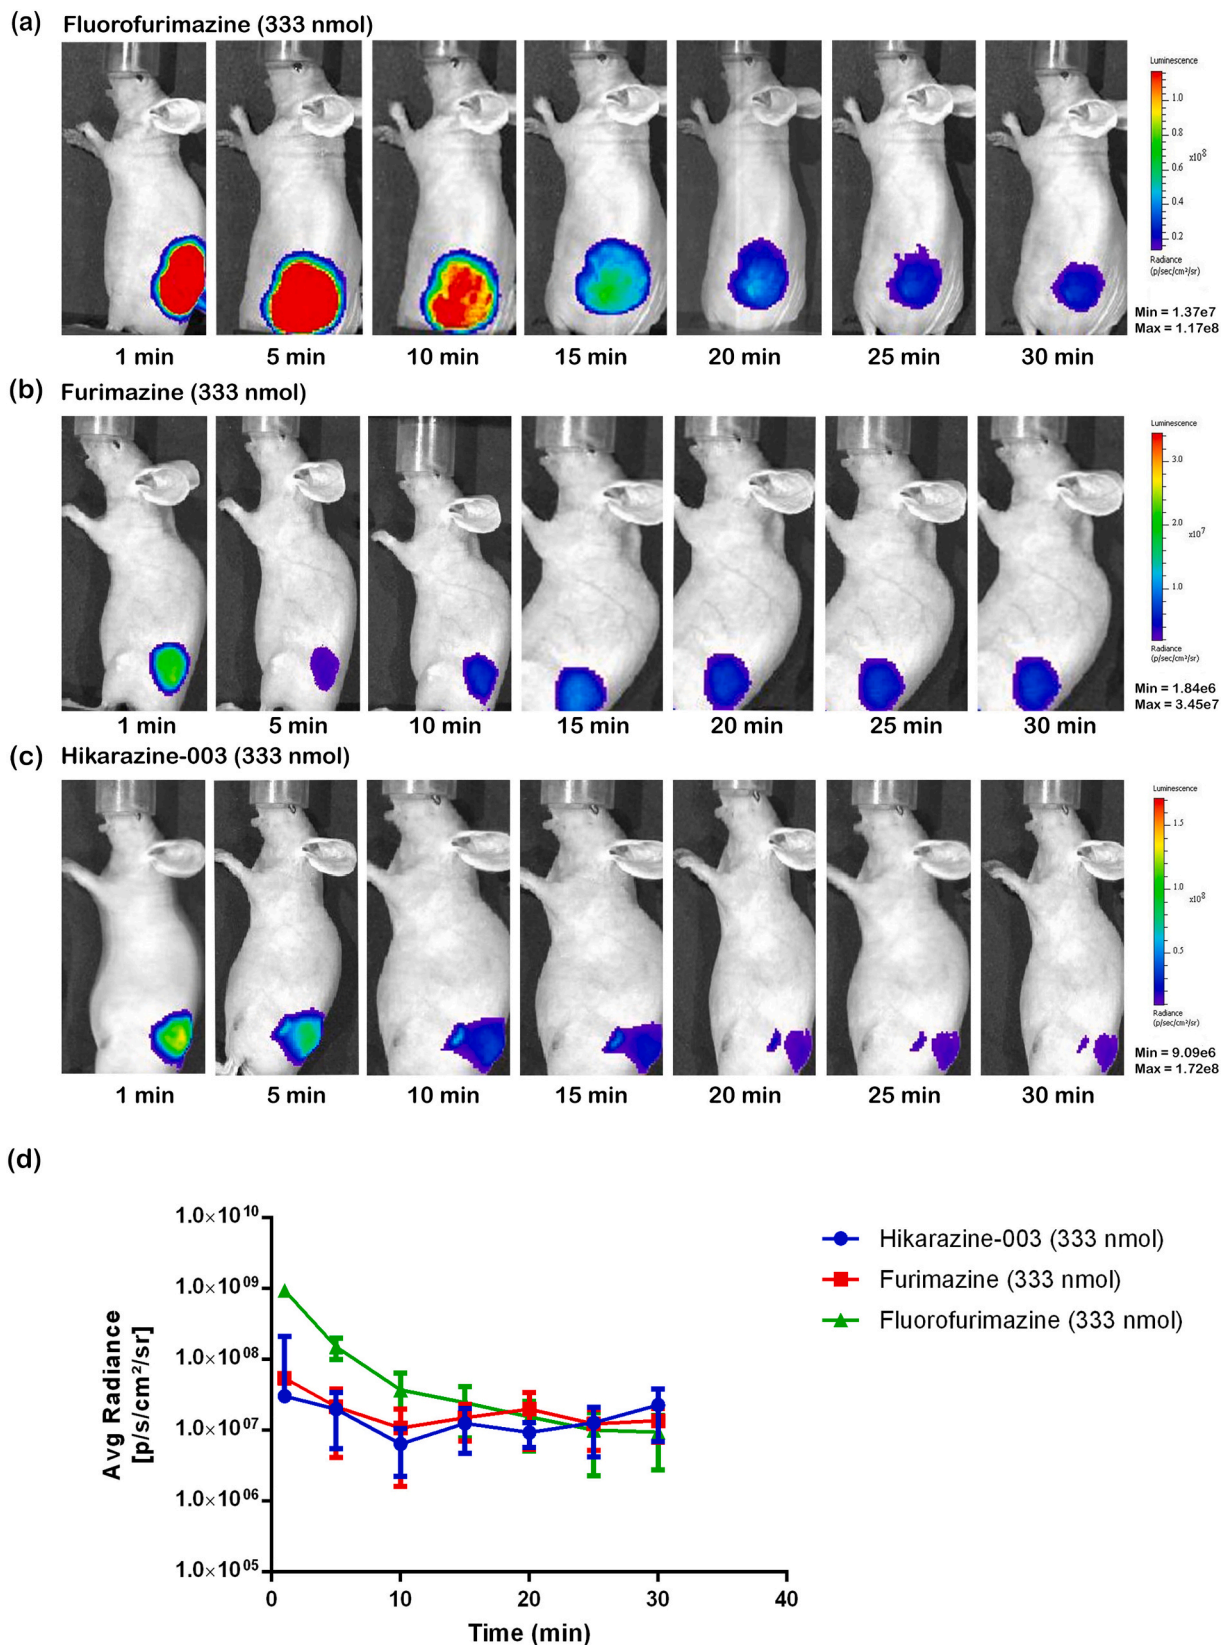 (a) Fluorofurimazine (333 nmol)
Luminescence
1.0
0.8
0.6
0.4
0.2
x10⁸
Radiance
(p/sec/cm²/sr)
Min = 1.37e7
Max = 1.17e8
1 min 5 min 10 min 15 min 20 min 25 min 30 min
(b) Furimazine (333 nmol)
Luminescence
3.0
2.0
1.0
x10⁷
Radiance
(p/sec/cm²/sr)
Min = 1.84e6
Max = 3.45e7
1 min 5 min 10 min 15 min 20 min 25 min 30 min
(c) Hikarazine-003 (333 nmol)
Luminescence
1.5
1.0
0.5
x10⁸
Radiance
(p/sec/cm²/sr)
Min = 9.09e6
Max = 1.72e8
1 min 5 min 10 min 15 min 20 min 25 min 30 min
(d)
Avg Radiance
[p/s/cm²/sr]
1.0×10¹⁰
1.0×10⁰⁹
1.0×10⁰⁸
1.0×10⁰⁷
1.0×10⁰⁶
1.0×10⁰⁵
0 10 20 30 40
Time (min)
Hikarazine-003 (333 nmol)
Furimazine (333 nmol)
Fluorofurimazine (333 nmol)